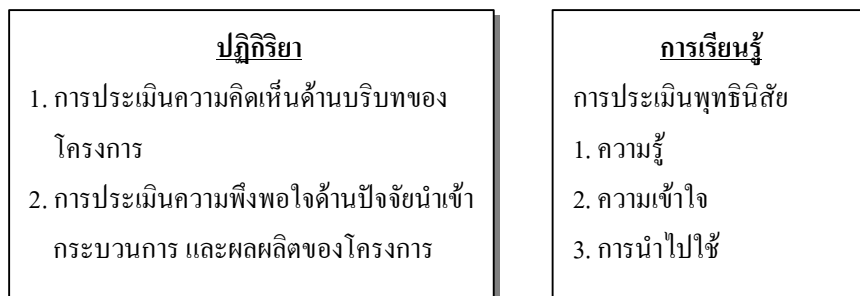 ปฏิกิริยา
1. การประเมินความคิดเห็นด้านบริบทของ
โครงการ
2. การประเมินความพึงพอใจด้านปัจจัยนำเข้า
กระบวนการ และผลผลิตของโครงการ
การเรียนรู้
การประเมินพุทธินิสัย
1. ความรู้
2. ความเข้าใจ
3. การนำไปใช้